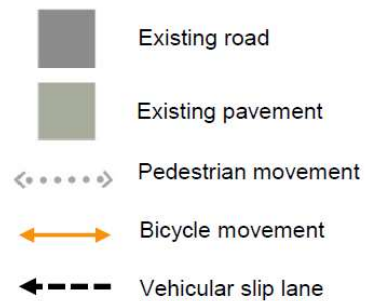 Existing road
Existing pavement
Pedestrian movement
Bicycle movement
Vehicular slip lane